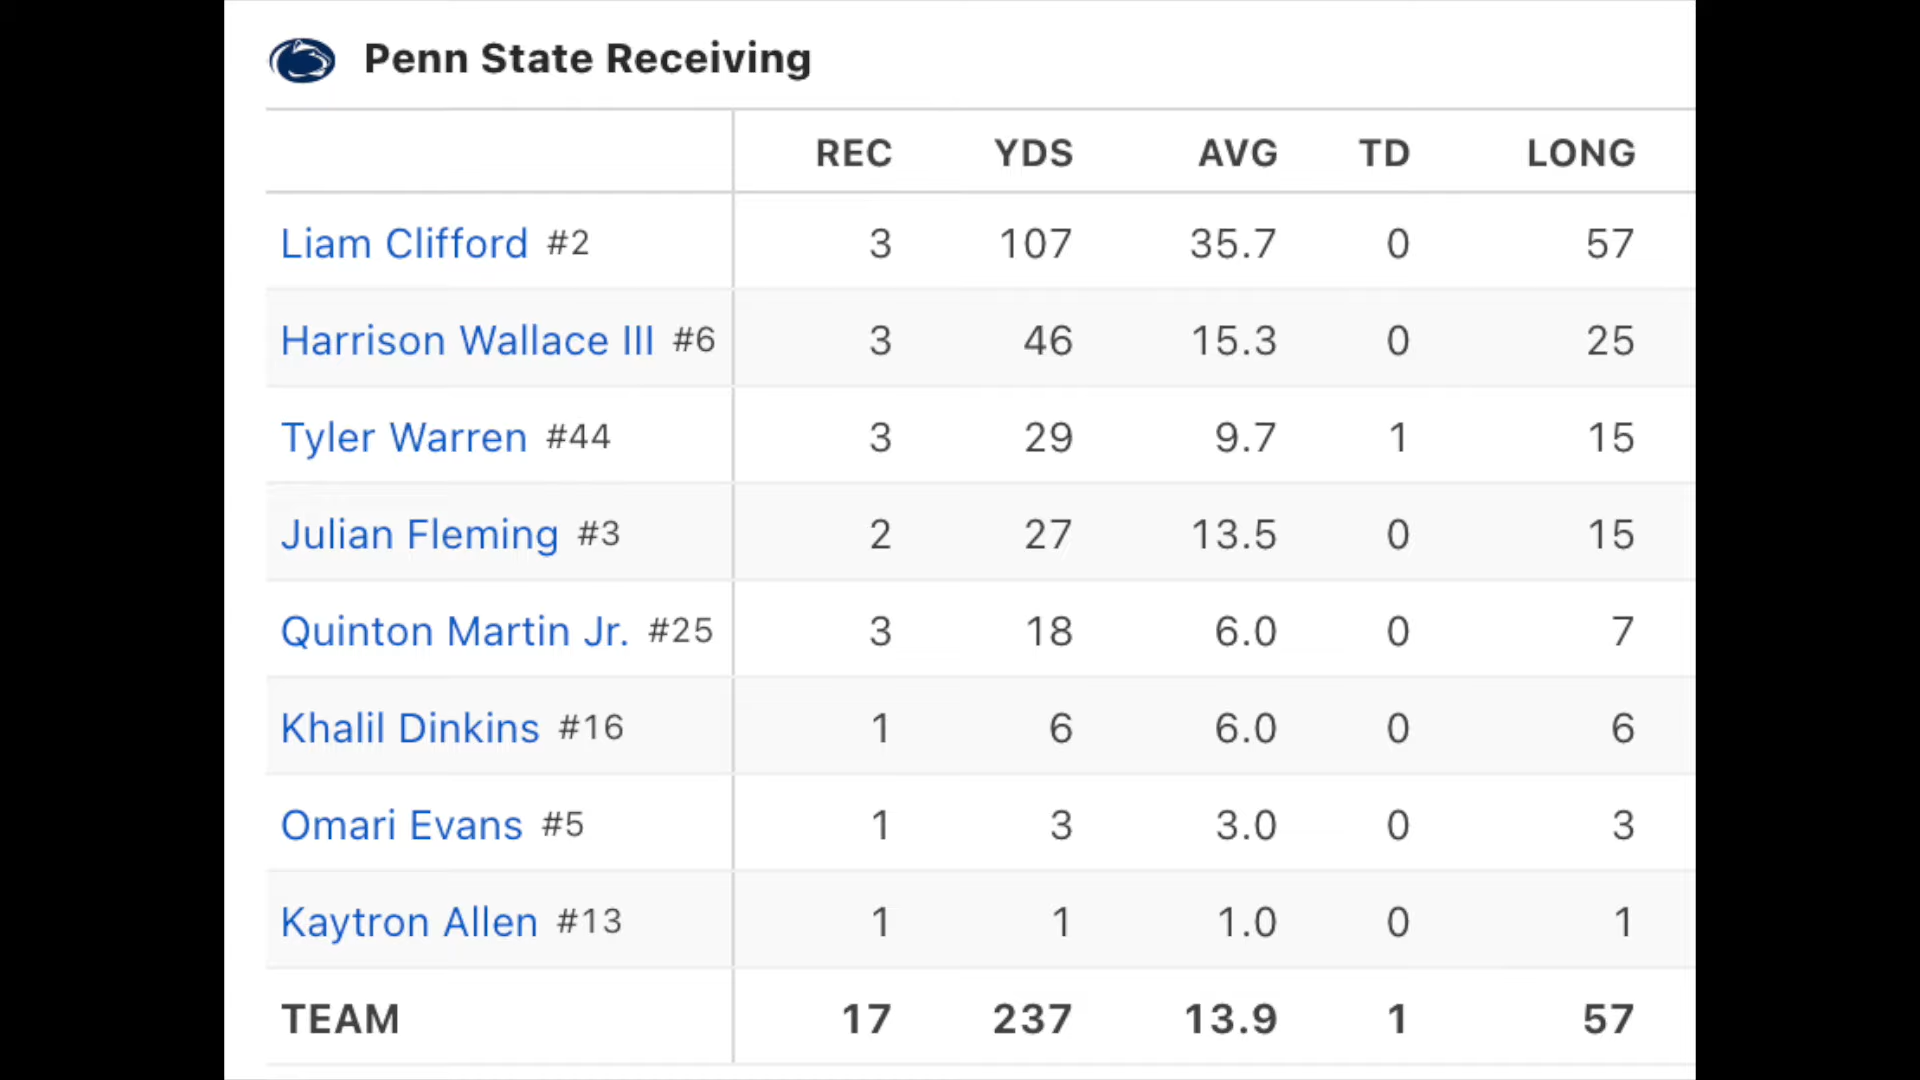 Penn State Receiving
REC YDS AVG TD LONG
Liam Clifford #2 3 107 35.7 0 57
Harrison Wallace III #6 3 46 15.3 0 25
Tyler Warren #44 3 29 9.7 1 15
Julian Fleming #3 2 27 13.5 0 15
Quinton Martin Jr. #25 3 18 6.0 0 7
Khalil Dinkins #16 1 6 6.0 0 6
Omari Evans #5 1 3 3.0 0 3
Kaytron Allen #13 1 1 1.0 0 1
TEAM 17 237 13.9 1 57